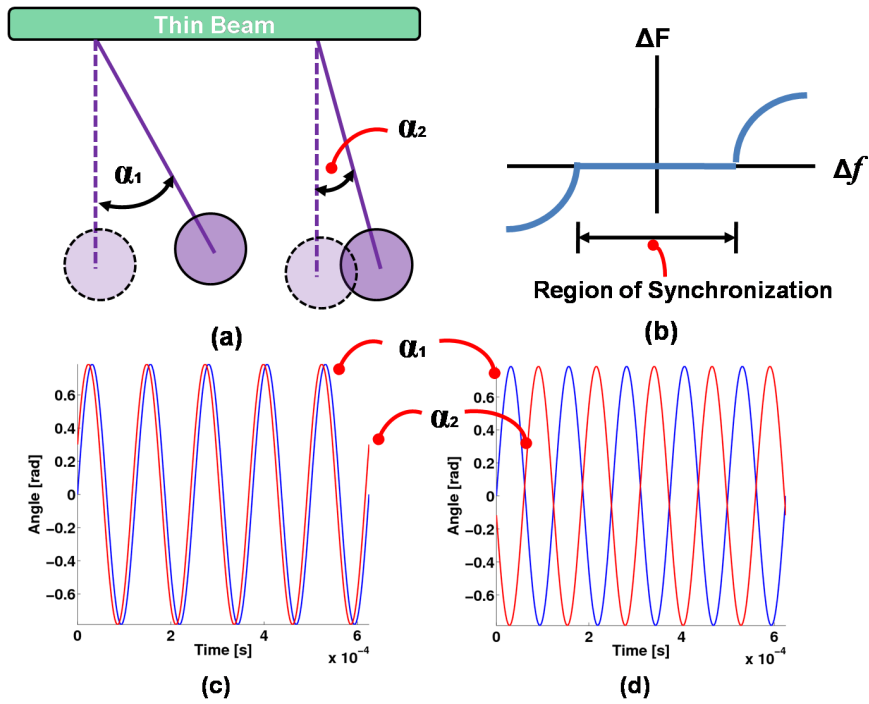 Thin Beam
α1
α2
(a)
ΔF
Δf
Region of Synchronization
(b)
α1
α2
Angle [rad]
0.6
0.4
0.2
0
−0.2
−0.4
−0.6
0 2 4 6
Time [s]
x 10⁻⁴
(c)
Angle [rad]
0.6
0.4
0.2
0
−0.2
−0.4
−0.6
0 2 4 6
Time [s]
x 10⁻⁴
(d)